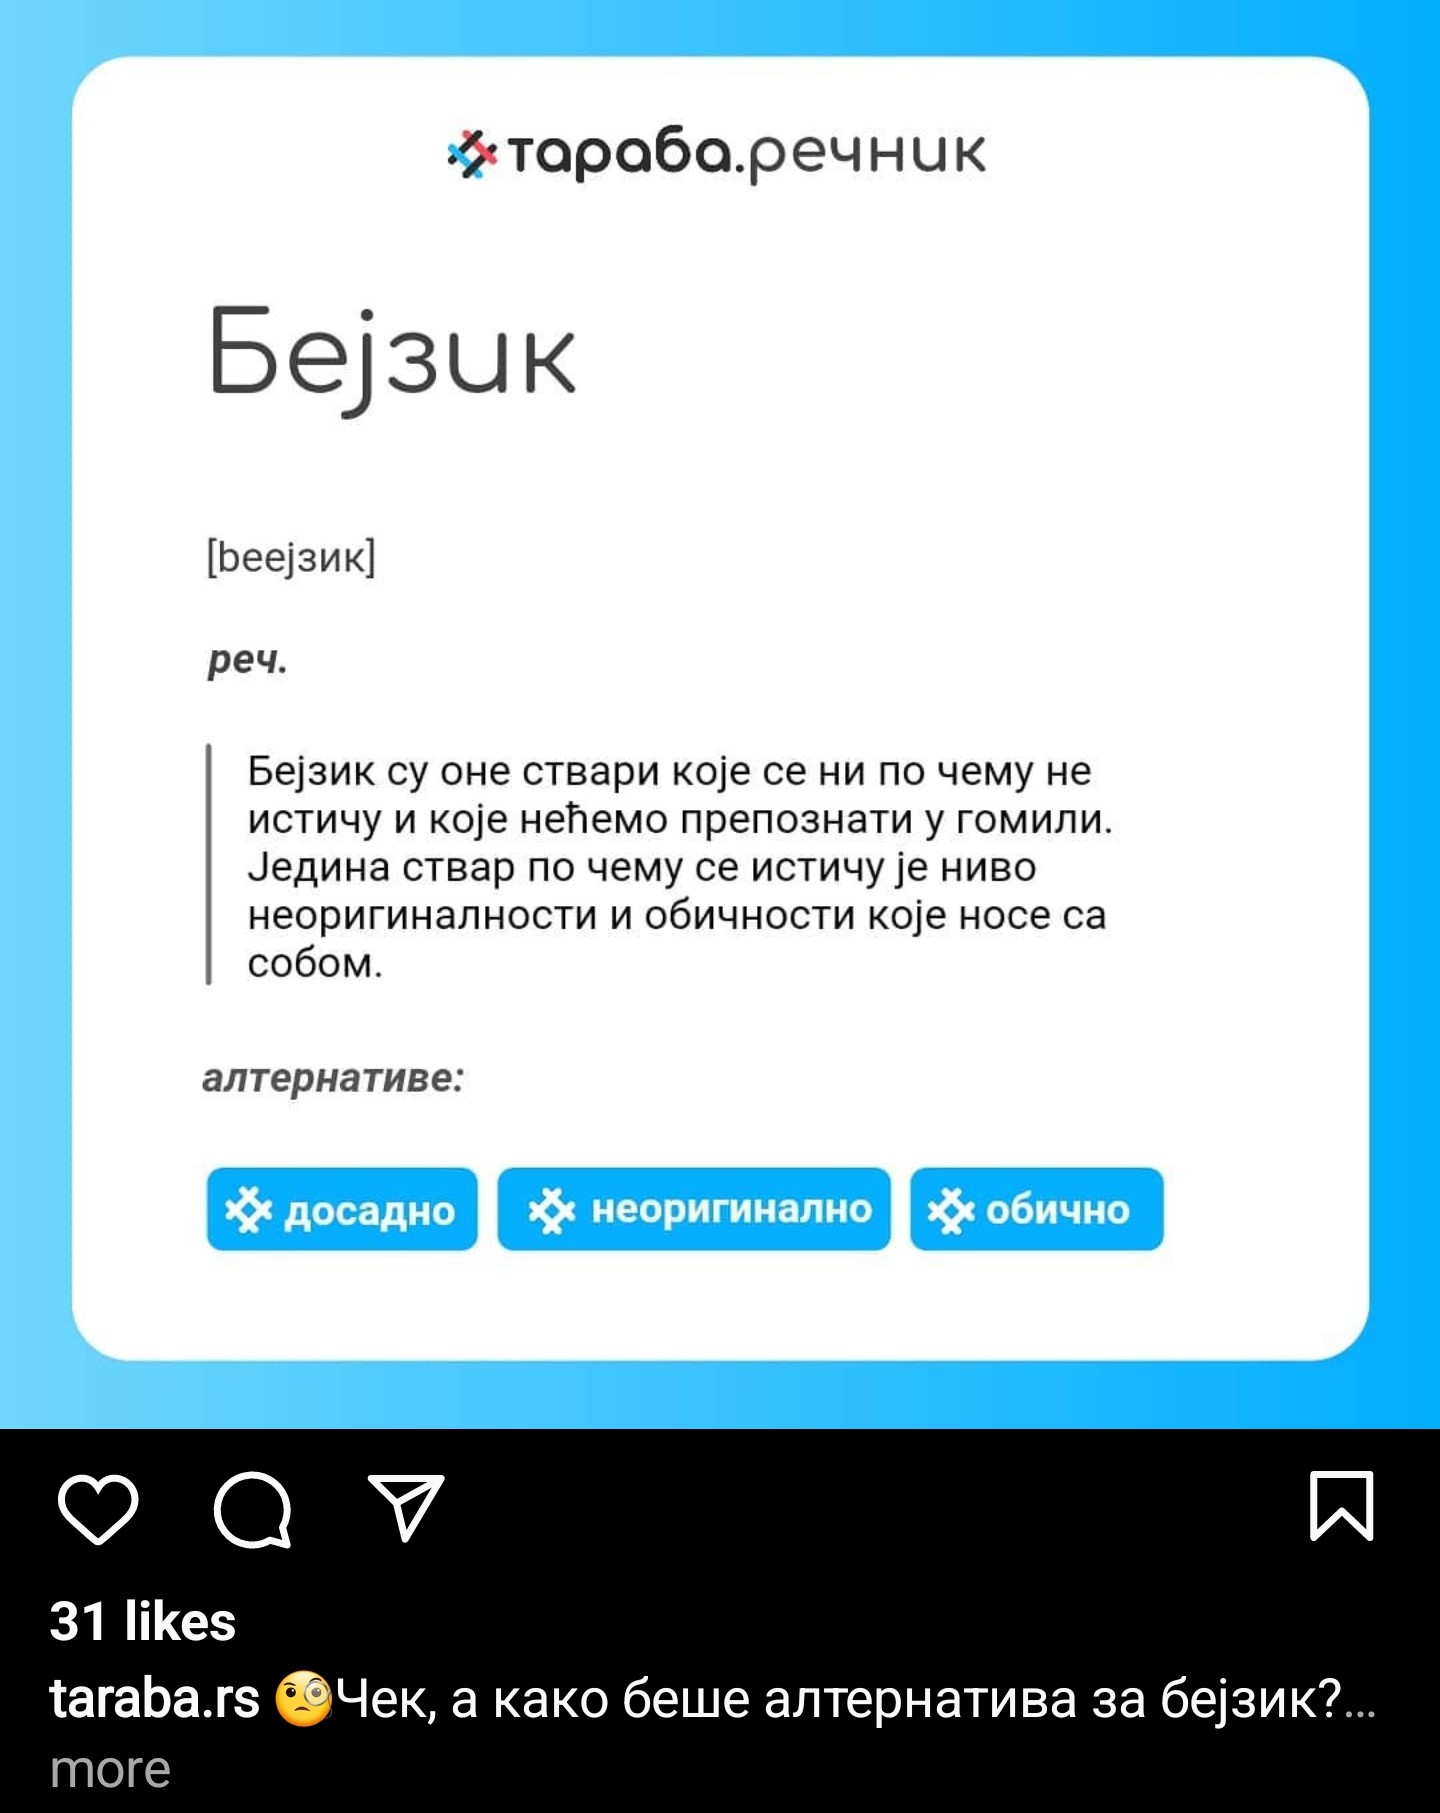 тараба.речник
Бејзик
[beejзик]
реч.
Бејзик су оне ствари које се ни по чему не
истичу и које нећемо препознати у гомили.
Једина ствар по чему се истичу је ниво
неоригиналности и обичности које носе са
собом.
алтернативе:
досадно неоригинално обично
31 likes
taraba.rs 🧐Чек, а како беше алтернатива за бејзик?...
more